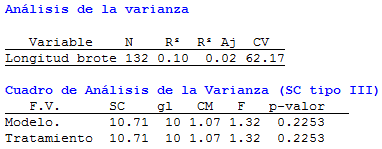 Análisis de la varianza
Variable N R² R² Aj CV
Longitud brote 132 0.10 0.02 62.17
Cuadro de Análisis de la Varianza (SC tipo III)
F.V. SC gl CM F p-valor
Modelo. 10.71 10 1.07 1.32 0.2253
Tratamiento 10.71 10 1.07 1.32 0.2253